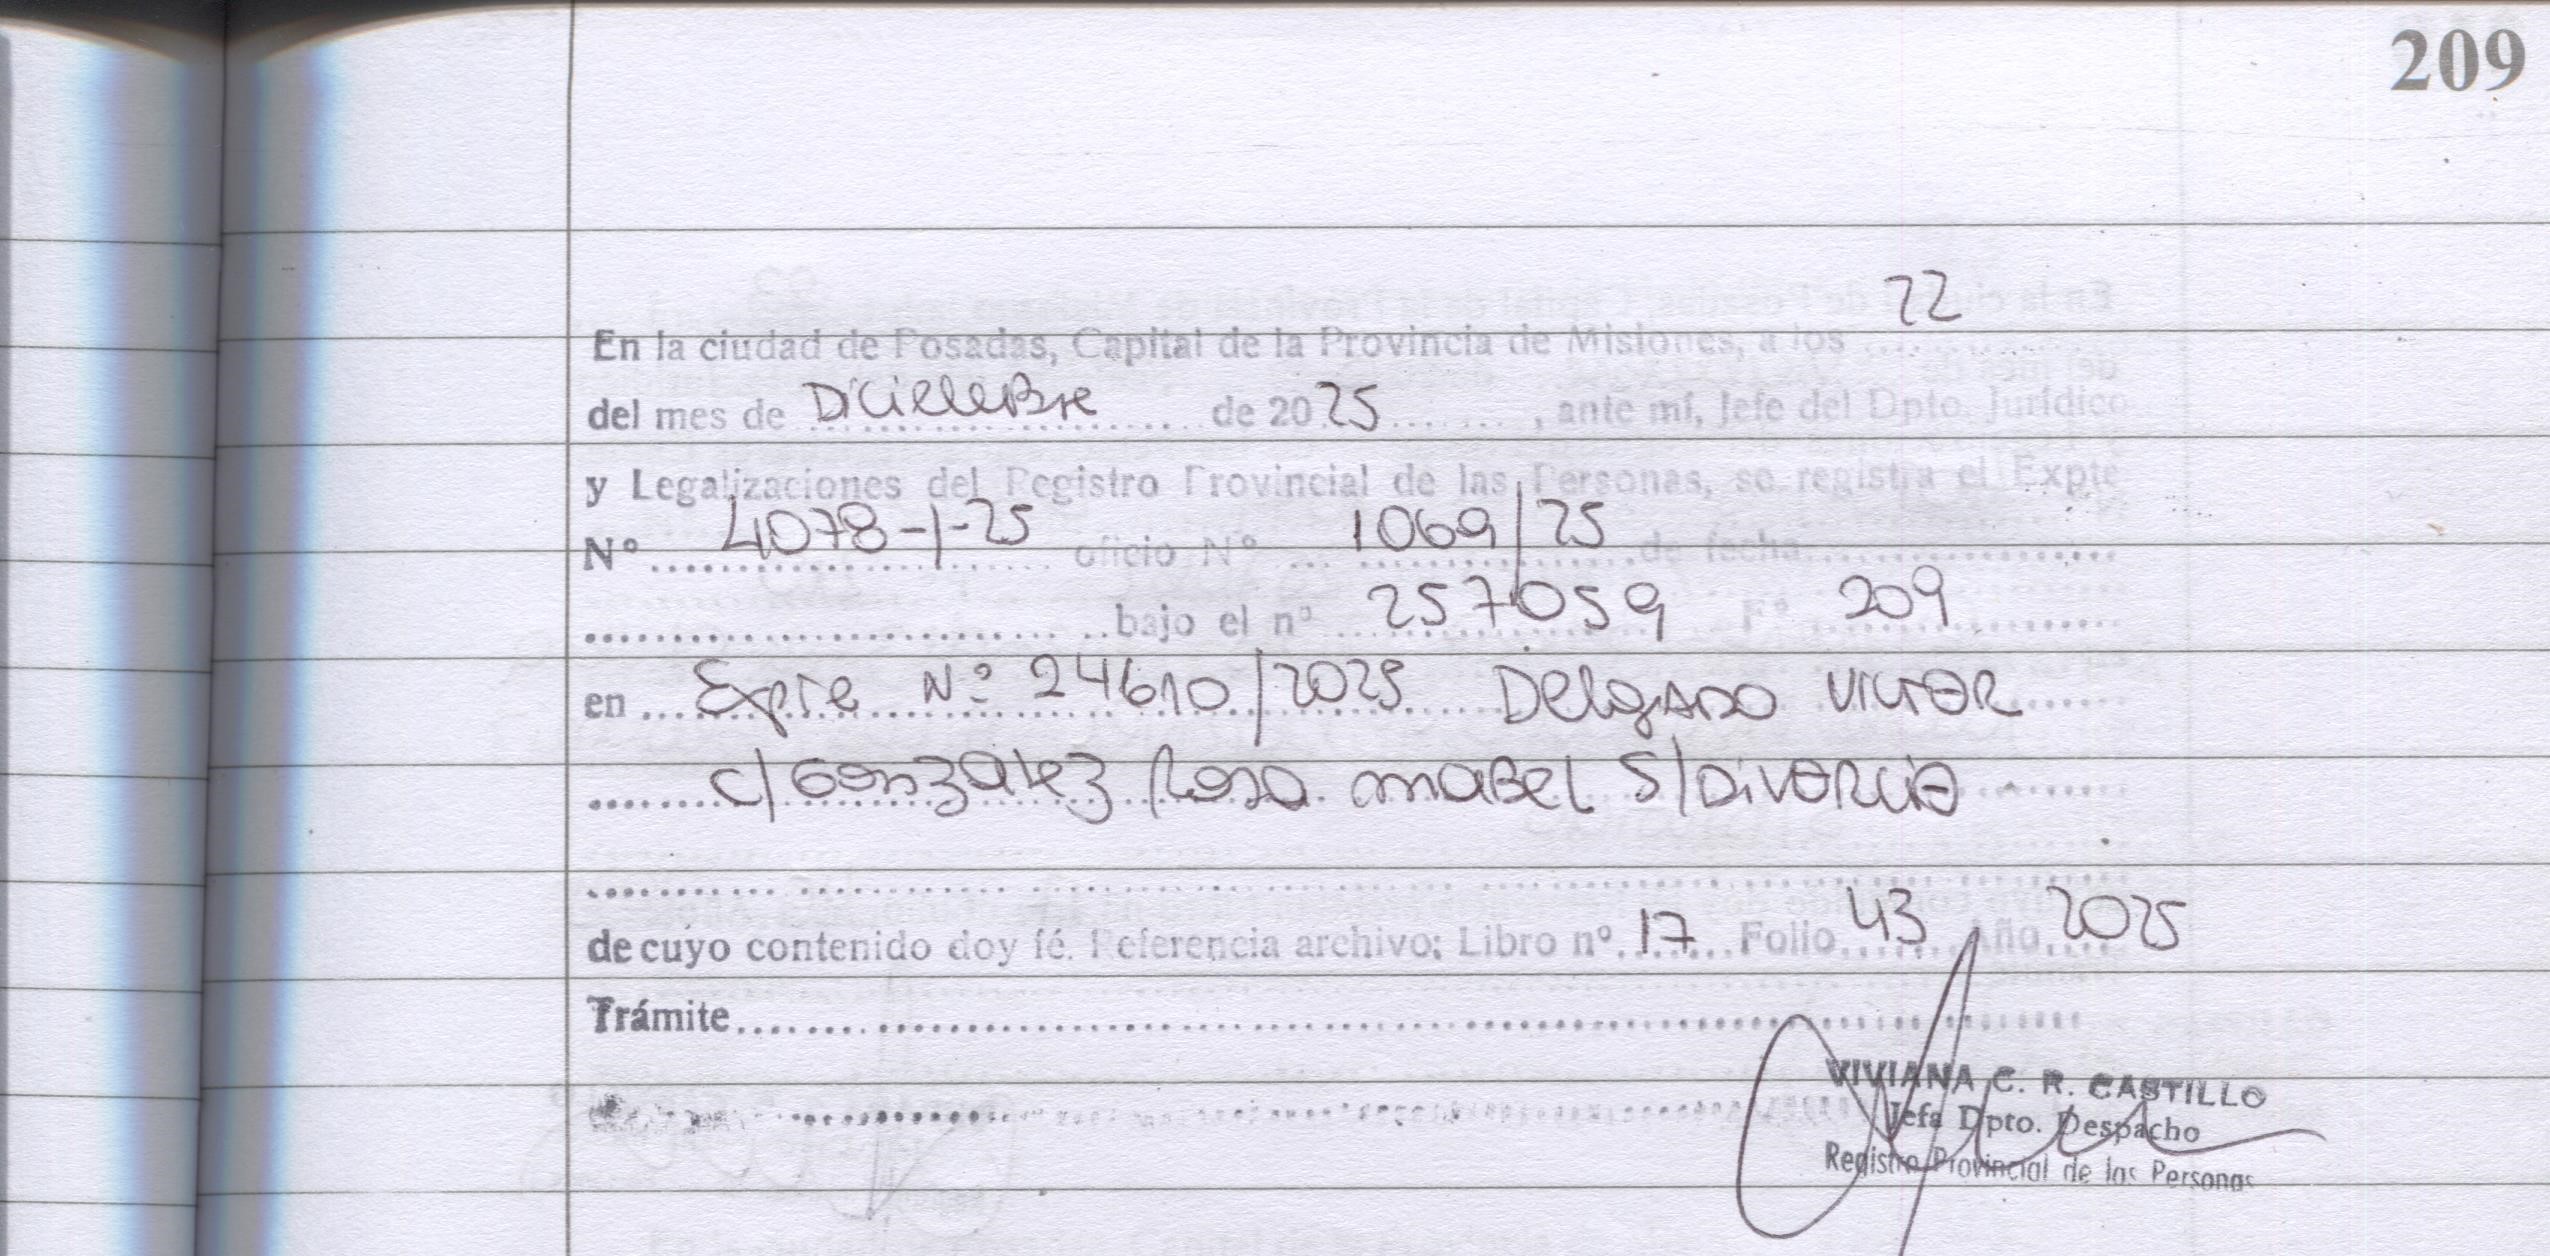 209
En la ciudad de Posadas, Capital de la Provincia de Misiones, a los 22
del mes de Diciembre de 2025, ante mí, Jefe del Dpto. Jurídico
y Legalizaciones del Registro Provincial de las Personas, se registra el Expte
Nº 4078-I-25 oficio Nº 1069/25 de fecha
bajo el nº 257059 Fº 209
en Expte Nº 24610/2025 Delgado Victor
c/ Gonzalez Rosa Mabel S/Divorcio
de cuyo contenido doy fé. Referencia archivo; Libro nº 17 Folio 43 Año 2025
Trámite
VIVIANA C. R. CASTILLO
Jefa Dpto. Despacho
Registro Provincial de las Personas